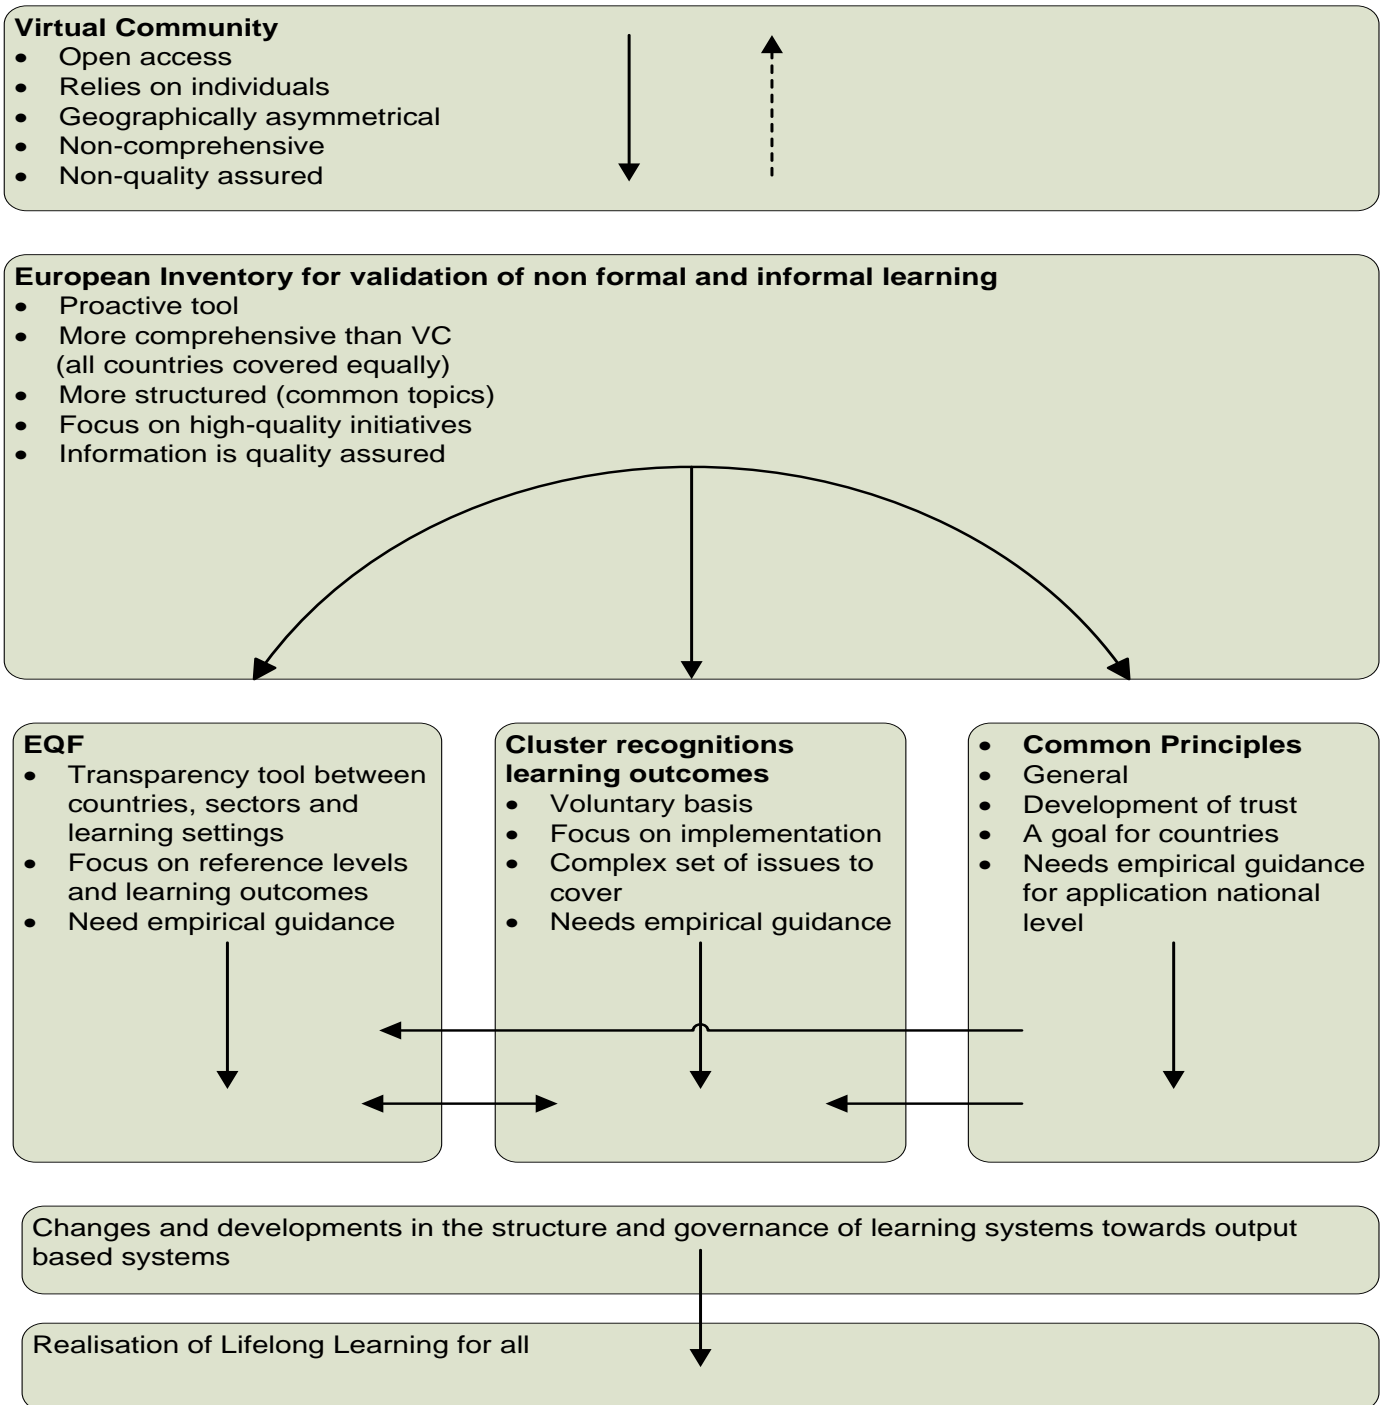 Virtual Community
• Open access
• Relies on individuals
• Geographically asymmetrical
• Non-comprehensive
• Non-quality assured
European Inventory for validation of non formal and informal learning
• Proactive tool
• More comprehensive than VC
(all countries covered equally)
• More structured (common topics)
• Focus on high-quality initiatives
• Information is quality assured
EQF
• Transparency tool between
countries, sectors and
learning settings
• Focus on reference levels
and learning outcomes
• Need empirical guidance
Cluster recognitions
learning outcomes
• Voluntary basis
• Focus on implementation
• Complex set of issues to
cover
• Needs empirical guidance
• Common Principles
• General
• Development of trust
• A goal for countries
• Needs empirical guidance
for application national
level
Changes and developments in the structure and governance of learning systems towards output
based systems
Realisation of Lifelong Learning for all